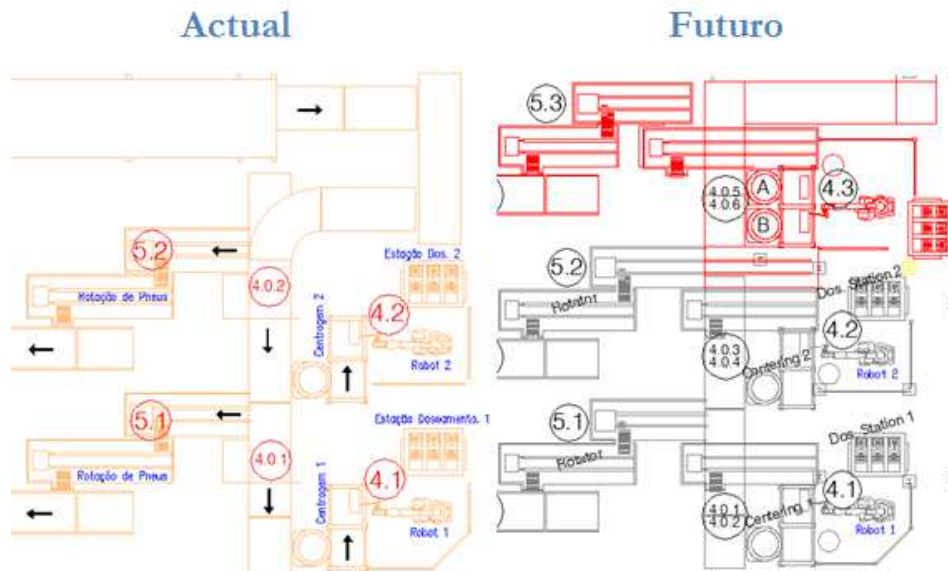 Actual
Futuro
5.3
4.0.5
4.0.6
A
4.3
B
5.2
Estação Dos. 2
4.0.2
Rotação de Pneus
Centragem. 2
4.2
Robot 2
5.2
Rotator
Dos. Station 2
4.0.3
4.0.4
Cantering 2
4.2
Robot 2
5.1
Estação Doseamento. 1
4.0.1
Rotação de Pneus
Centragem. 1
4.1
Robot 1
5.1
Rotator
Dos. Station 1
4.0.1
4.0.2
Centering 1
4.1
Robot 1